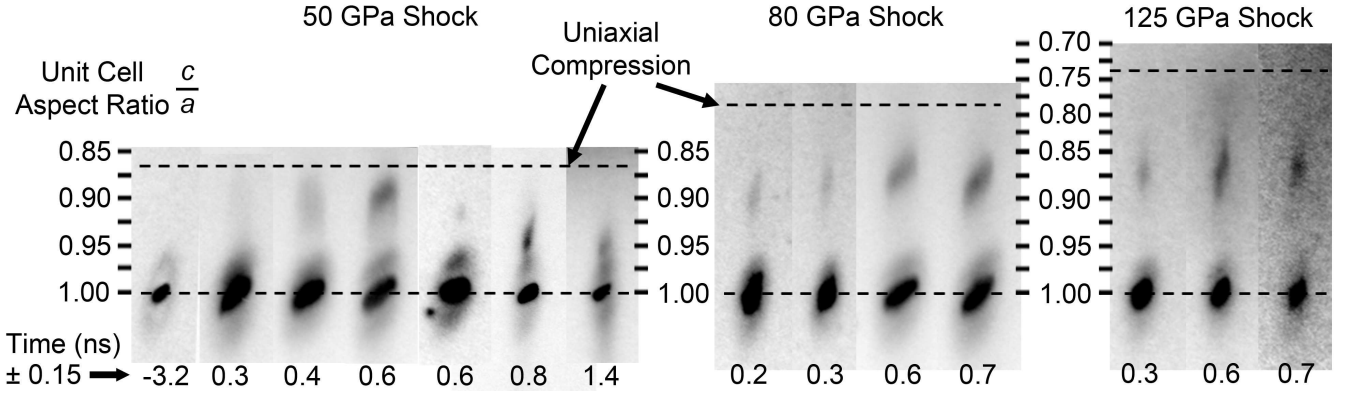 50 GPa Shock
80 GPa Shock
125 GPa Shock
Uniaxial
Compression
Unit Cell
Aspect Ratio c/a
0.85
0.90
0.95
1.00
0.85
0.90
0.95
1.00
0.70
0.75
0.80
0.85
0.90
0.95
1.00
Time (ns)
± 0.15
-3.2 0.3 0.4 0.6 0.6 0.8 1.4
0.2 0.3 0.6 0.7
0.3 0.6 0.7